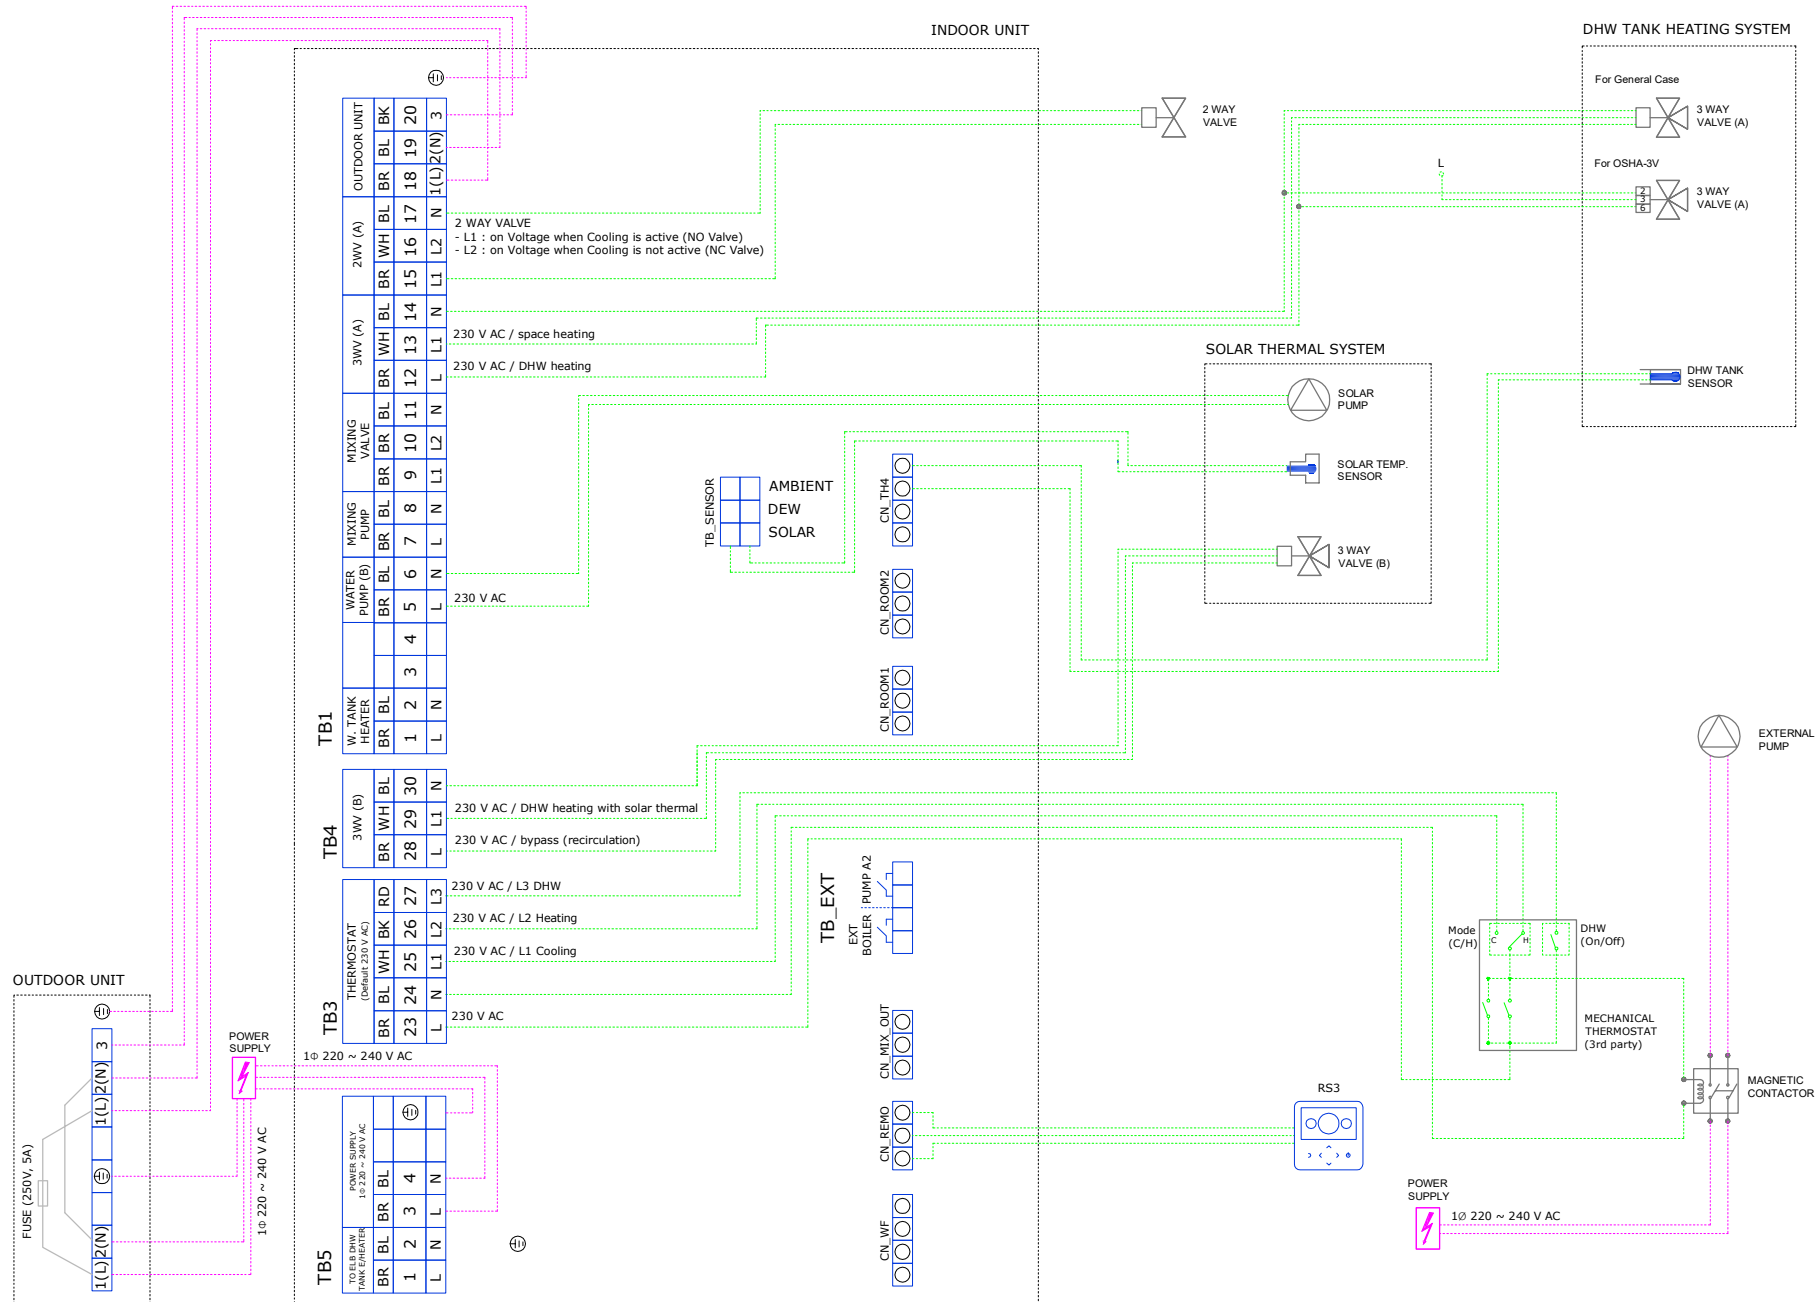 INDOOR UNIT
DHW TANK HEATING SYSTEM
For General Case
3 WAY
VALVE (A)
For OSHA-3V
L
2
3
6
3 WAY
VALVE (A)
DHW TANK
SENSOR
2 WAY
VALVE
OUTDOOR UNIT
BK 20 3
BL 19 2(N)
BR 18 1(L)
2WV (A)
BL 17 N
WH 16 L2
BR 15 L1
2 WAY VALVE
- L1 : on Voltage when Cooling is active (NO Valve)
- L2 : on Voltage when Cooling is not active (NC Valve)
3WV (A)
BL 14 N
WH 13 L1
BR 12 L
230 V AC / space heating
230 V AC / DHW heating
MIXING
VALVE
BL 11 N
BR 10 L2
BR 9 L1
MIXING
PUMP
BL 8 N
BR 7 L
WATER
PUMP (B)
BL 6 N
BR 5 L
230 V AC
4
3
W. TANK
HEATER
BL 2 N
BR 1 L
TB1
SOLAR THERMAL SYSTEM
SOLAR
PUMP
SOLAR TEMP.
SENSOR
3 WAY
VALVE (B)
TB_SENSOR
AMBIENT
DEW
SOLAR
CN_TH4
CN_ROOM2
CN_ROOM1
TB4
3WV (B)
BL 30 N
WH 29 L1
BR 28 L
230 V AC / DHW heating with solar thermal
230 V AC / bypass (recirculation)
TB3
THERMOSTAT
(Default 230 V AC)
RD 27 L3
BK 26 L2
WH 25 L1
BL 24 N
BR 23 L
230 V AC / L3 DHW
230 V AC / L2 Heating
230 V AC / L1 Cooling
230 V AC
TB_EXT
PUMP A2
EXT
BOILER
CN_MIX_OUT
CN_REMO
CN_WF
RS3
EXTERNAL
PUMP
Mode
(C/H)
C
H
DHW
(On/Off)
MECHANICAL
THERMOSTAT
(3rd party)
MAGNETIC
CONTACTOR
POWER
SUPPLY
1Ø 220 ~ 240 V AC
OUTDOOR UNIT
3
2(N)
1(L)
2(N)
1(L)
FUSE (250V, 5A)
POWER
SUPPLY
1Φ 220 ~ 240 V AC
1Φ 220 ~ 240 V AC
TB5
POWER SUPPLY
1Φ 220 ~ 240 V AC
BL 4 N
BR 3 L
TO ELB DHW
TANK E/HEATER
BL 2 N
BR 1 L